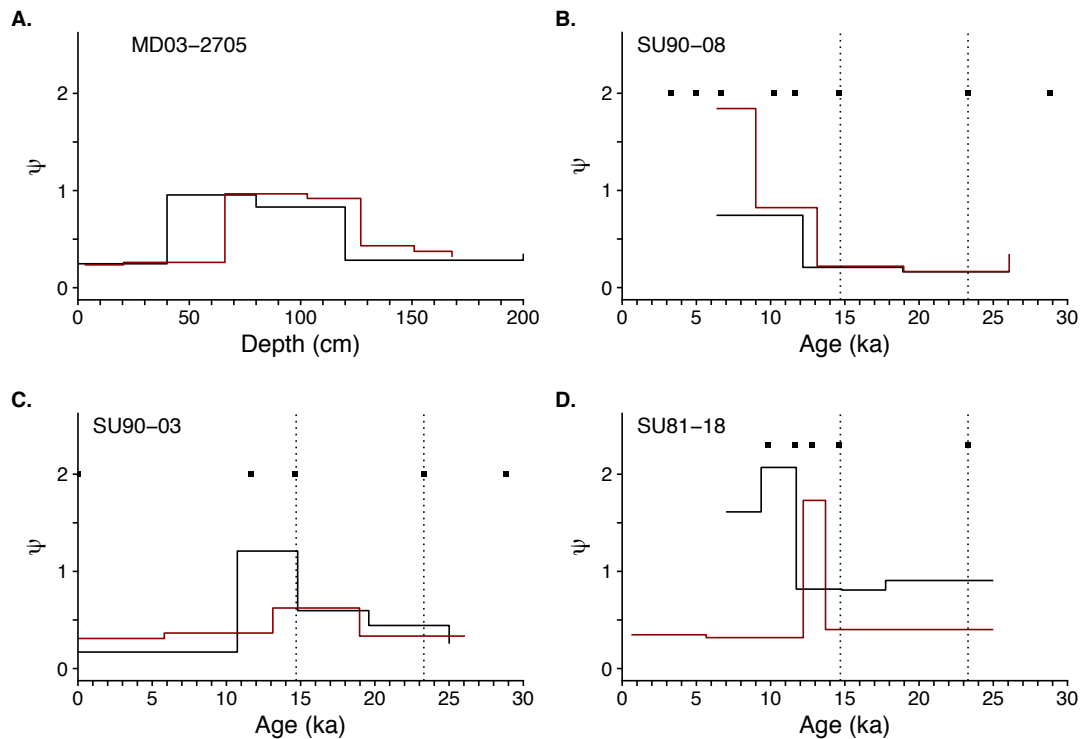 A.
MD03−2705
2
1
0
ψ
0 50 100 150 200
Depth (cm)
B.
SU90−08
2
1
0
ψ
0 5 10 15 20 25 30
Age (ka)
C.
SU90−03
2
1
0
ψ
0 5 10 15 20 25 30
Age (ka)
D.
SU81−18
2
1
0
ψ
0 5 10 15 20 25 30
Age (ka)